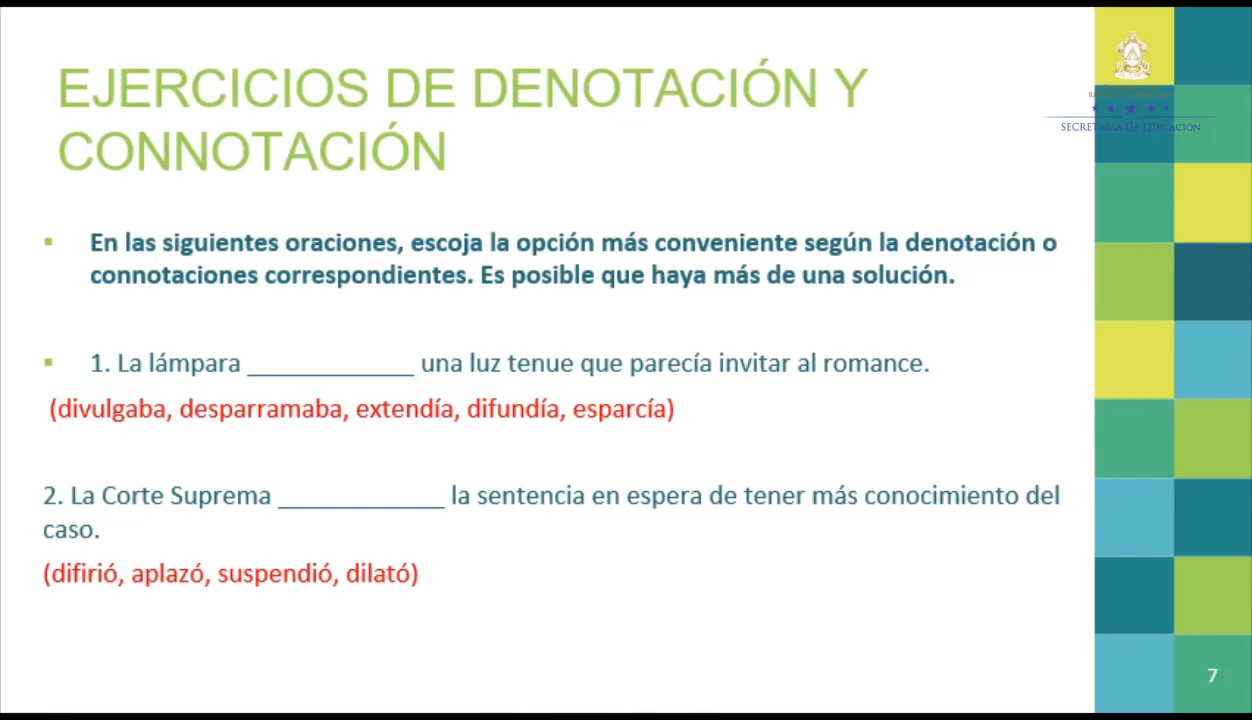 EJERCICIOS DE DENOTACIÓN Y
CONNOTACIÓN
SECRETARÍA DE EDUCACIÓN
En las siguientes oraciones, escoja la opción más conveniente según la denotación o
connotaciones correspondientes. Es posible que haya más de una solución.
1. La lámpara ____________ una luz tenue que parecía invitar al romance.
(divulgaba, desparramaba, extendía, difundía, esparcía)
2. La Corte Suprema ____________ la sentencia en espera de tener más conocimiento del
caso.
(difirió, aplazó, suspendió, dilató)
7